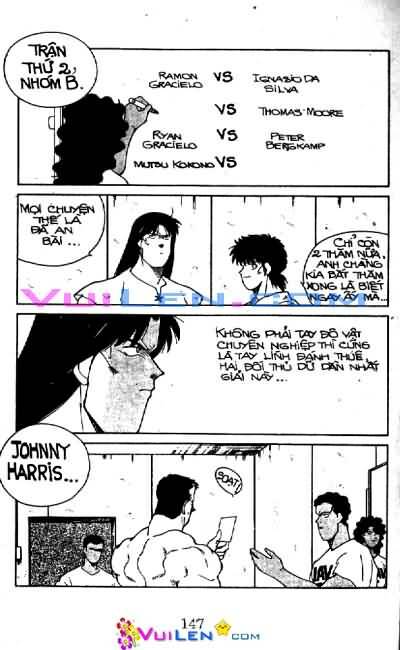 TRẬN
THỨ 2,
NHÓM B.
RAMON
GRACIELO
VS
IGNASIO DA
SILVA
VS
THOMAS MOORE
RYAN
GRACIELO
VS
PETER
BERGKAMP
MUTSU KOKONO VS
MỌI CHUYỆN
THẾ LÀ
ĐÃ AN
BÀI ...
CHỈ CÒN
2 THĂM NỮA,
ANH CHÀNG
KIA BẮT THĂM
XONG LÀ BIẾT
NGAY ẤY MÀ...
VUILEN.COM
KHÔNG PHẢI TAY ĐÔ VẬT
CHUYÊN NGHIỆP THÌ CŨNG
LÀ TAY LÍNH ĐÁNH THUÊ,
HAI ĐỐI THỦ DỮ DẰN NHẤT
GIẢI NÀY ...
JOHNNY
HARRIS...
SOẠT!
147
VUILEN.COM